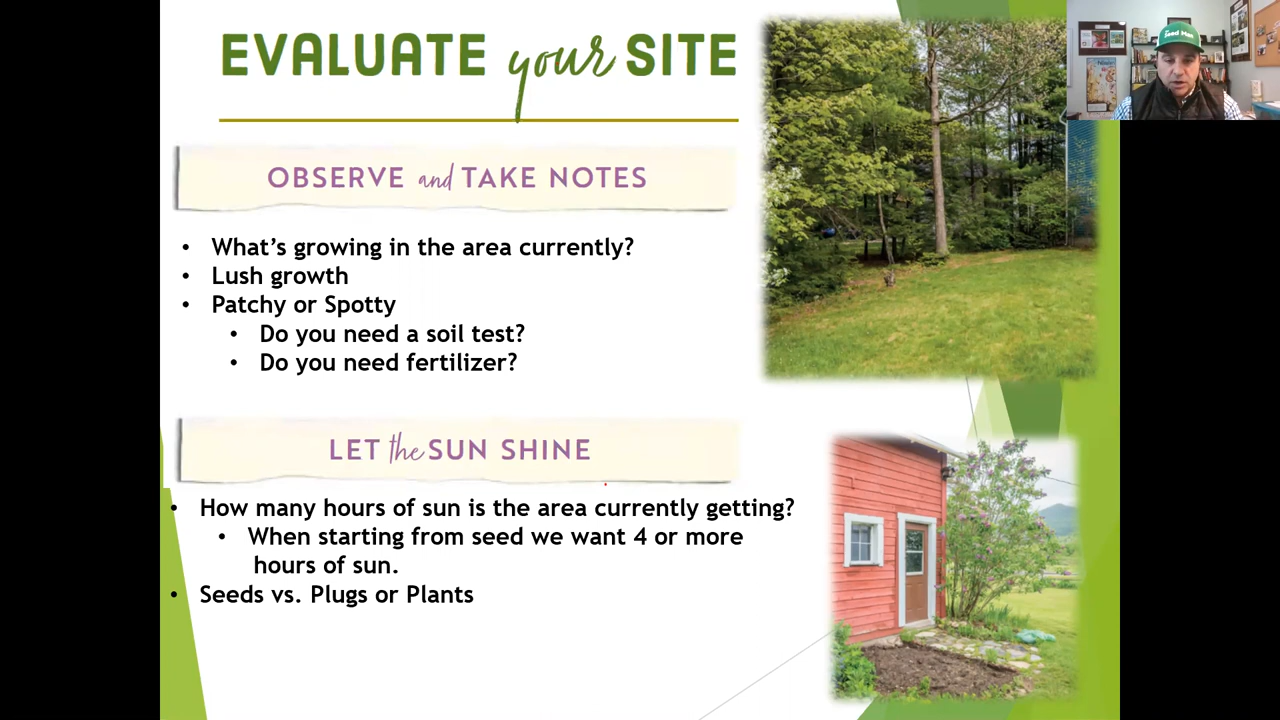 EVALUATE your SITE
OBSERVE and TAKE NOTES
• What's growing in the area currently?
• Lush growth
• Patchy or Spotty
• Do you need a soil test?
• Do you need fertilizer?
LET the SUN SHINE
• How many hours of sun is the area currently getting?
• When starting from seed we want 4 or more
hours of sun.
• Seeds vs. Plugs or Plants
Seed Man